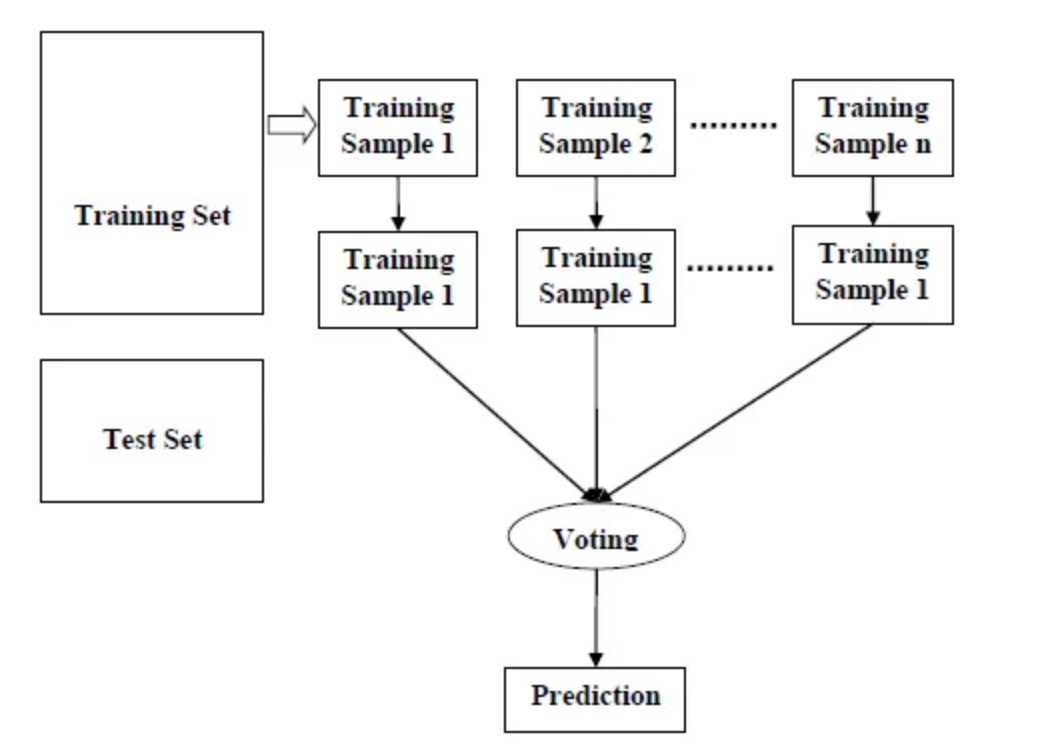 Training Set
Training
Sample 1
Training
Sample 2
Training
Sample n
Training
Sample 1
Training
Sample 1
Training
Sample 1
Test Set
Voting
Prediction